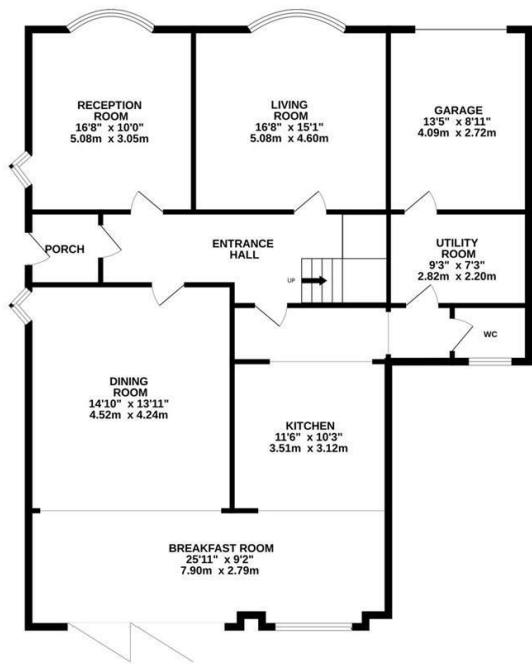 RECEPTION
ROOM
16'8" x 10'0"
5.08m x 3.05m
LIVING
ROOM
16'8" x 15'1"
5.08m x 4.60m
GARAGE
13'5" x 8'11"
4.09m x 2.72m
PORCH
ENTRANCE
HALL
UP
UTILITY
ROOM
9'3" x 7'3"
2.82m x 2.20m
WC
DINING
ROOM
14'10" x 13'11"
4.52m x 4.24m
KITCHEN
11'6" x 10'3"
3.51m x 3.12m
BREAKFAST ROOM
25'11" x 9'2"
7.90m x 2.79m